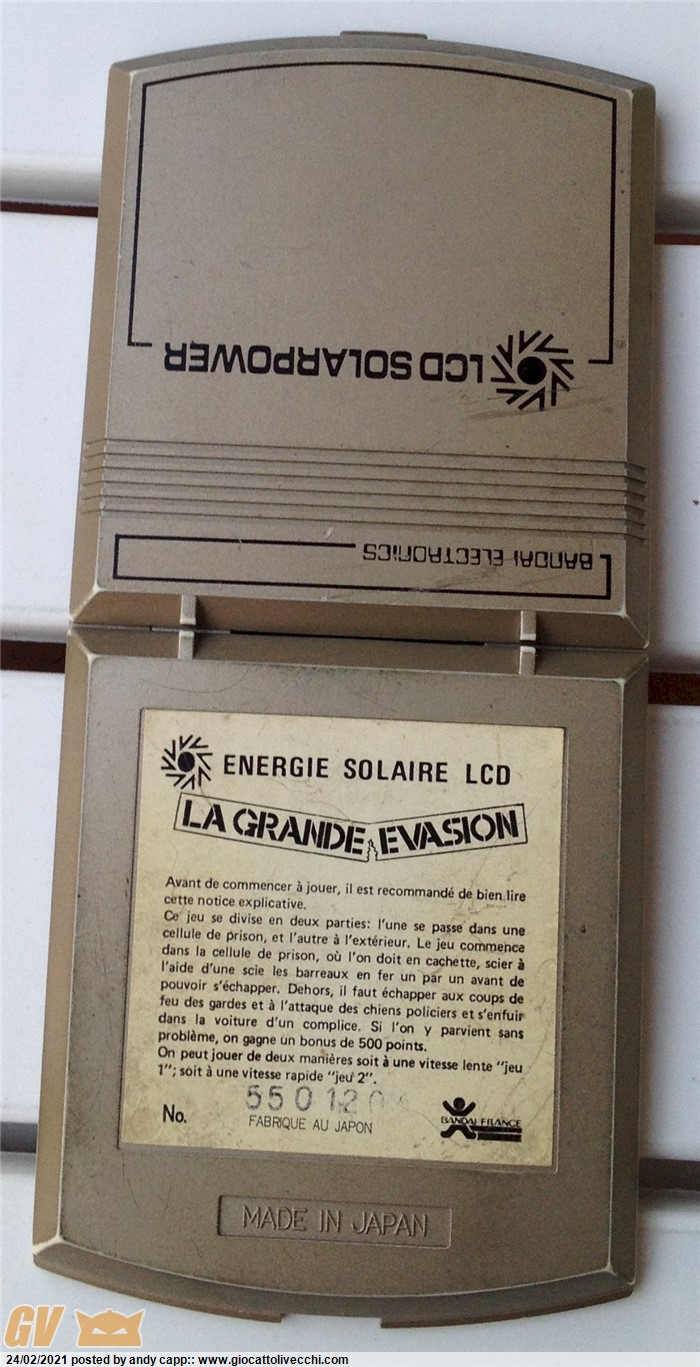 LCD SOLARPOWER
BANDAI ELECTRONICS
ENERGIE SOLAIRE LCD
LA GRANDE EVASION
Avant de commencer à jouer, il est recommandé de bien lire
cette notice explicative.
Ce jeu se divise en deux parties: l'une se passe dans une
cellule de prison, et l'autre à l'extérieur. Le jeu commence
dans la cellule de prison, où l'on doit en cachette, scier à
l'aide d'une scie les barreaux en fer un par un avant de
pouvoir s'échapper. Dehors, il faut échapper aux coups de
feu des gardes et à l'attaque des chiens policiers et s'enfuir
dans la voiture d'un complice. Si l'on y parvient sans
problème, on gagne un bonus de 500 points.
On peut jouer de deux manières soit à une vitesse lente "jeu
1"; soit à une vitesse rapide "jeu 2".
No.
FABRIQUE AU JAPON
BANDAI FRANCE
MADE IN JAPAN
GV
24/02/2021 posted by andy capp:: www.giocattolivecchi.com